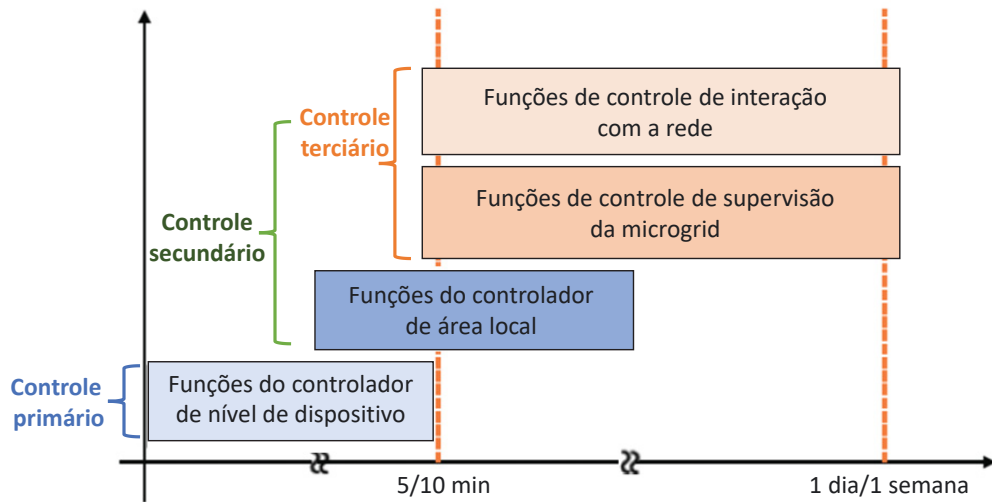 Funções de controle de interação
com a rede
Controle
terciário
Funções de controle de supervisão
da microgrid
Controle
secundário
Funções do controlador
de área local
Controle
primário
Funções do controlador
de nível de dispositivo
5/10 min
1 dia/1 semana